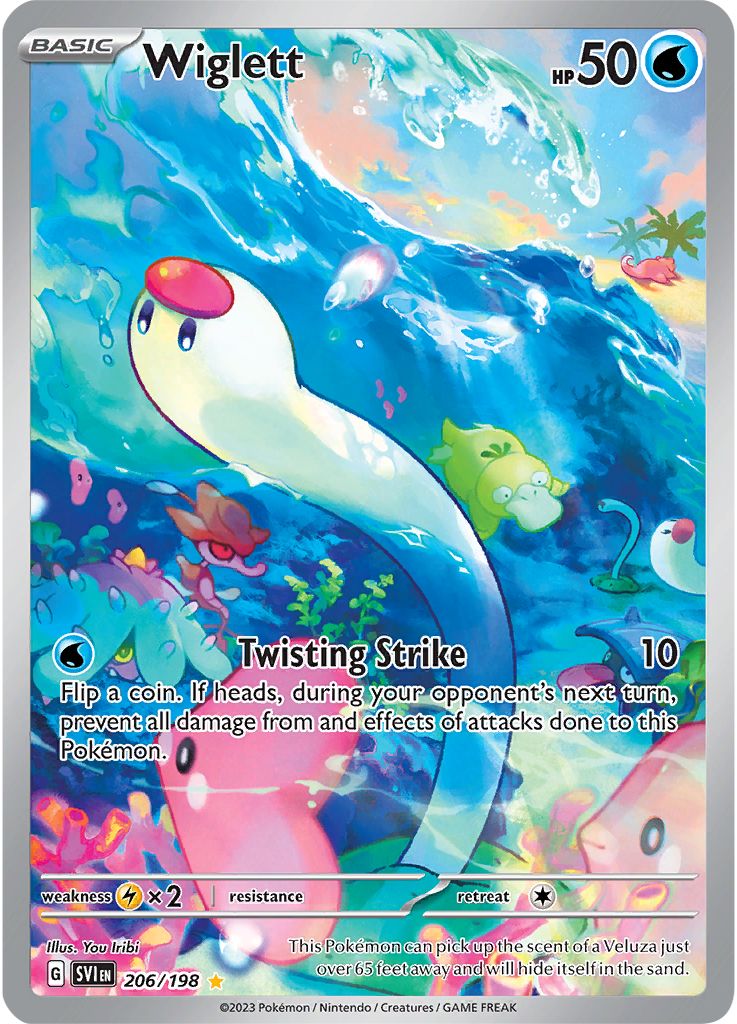 BASIC Wiglett HP 50
Twisting Strike 10
Flip a coin. If heads, during your opponent's next turn,
prevent all damage from and effects of attacks done to this
Pokémon.
weakness ×2 resistance retreat
Illus. You Iribi
This Pokémon can pick up the scent of a Veluza just
over 65 feet away and will hide itself in the sand.
G SVI EN 206/198
©2023 Pokémon / Nintendo / Creatures / GAME FREAK